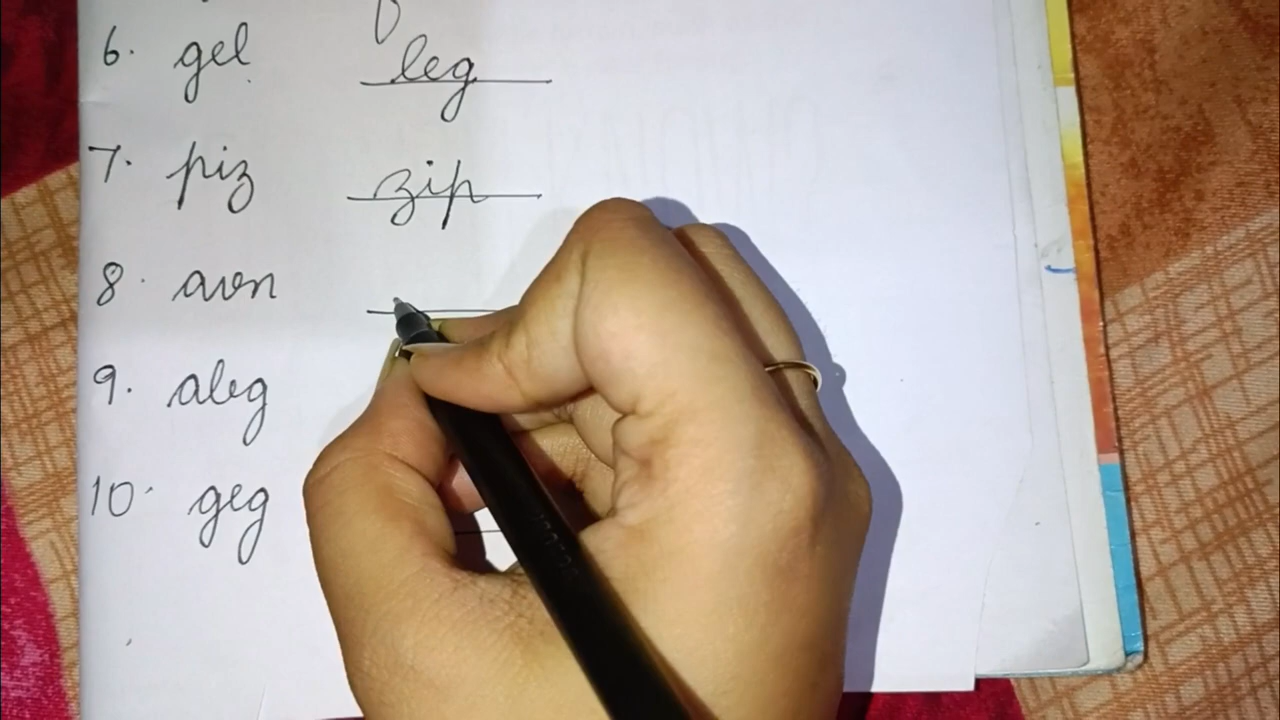 6. gel leg
7. piz zip
8. avn
9. aleg
10. geg